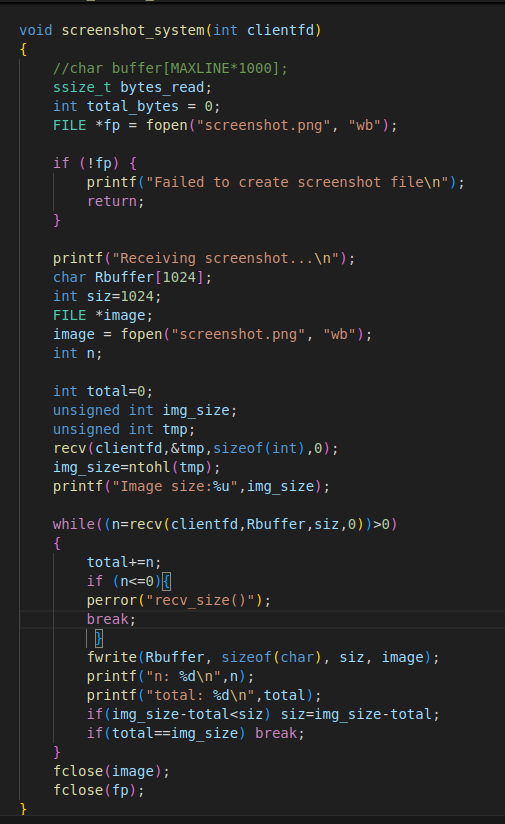 void screenshot_system(int clientfd)
{
    //char buffer[MAXLINE*1000];
    ssize_t bytes_read;
    int total_bytes = 0;
    FILE *fp = fopen("screenshot.png", "wb");

    if (!fp) {
        printf("Failed to create screenshot file\n");
        return;
    }

    printf("Receiving screenshot...\n");
    char Rbuffer[1024];
    int siz=1024;
    FILE *image;
    image = fopen("screenshot.png", "wb");
    int n;

    int total=0;
    unsigned int img_size;
    unsigned int tmp;
    recv(clientfd,&tmp,sizeof(int),0);
    img_size=ntohl(tmp);
    printf("Image size:%u",img_size);

    while((n=recv(clientfd,Rbuffer,siz,0))>0)
    {
        total+=n;
        if (n<=0){
        perror("recv_size()");
        break;
         }
        fwrite(Rbuffer, sizeof(char), siz, image);
        printf("n: %d\n",n);
        printf("total: %d\n",total);
        if(img_size-total<siz) siz=img_size-total;
        if(total==img_size) break;
    }
    fclose(image);
    fclose(fp);
}